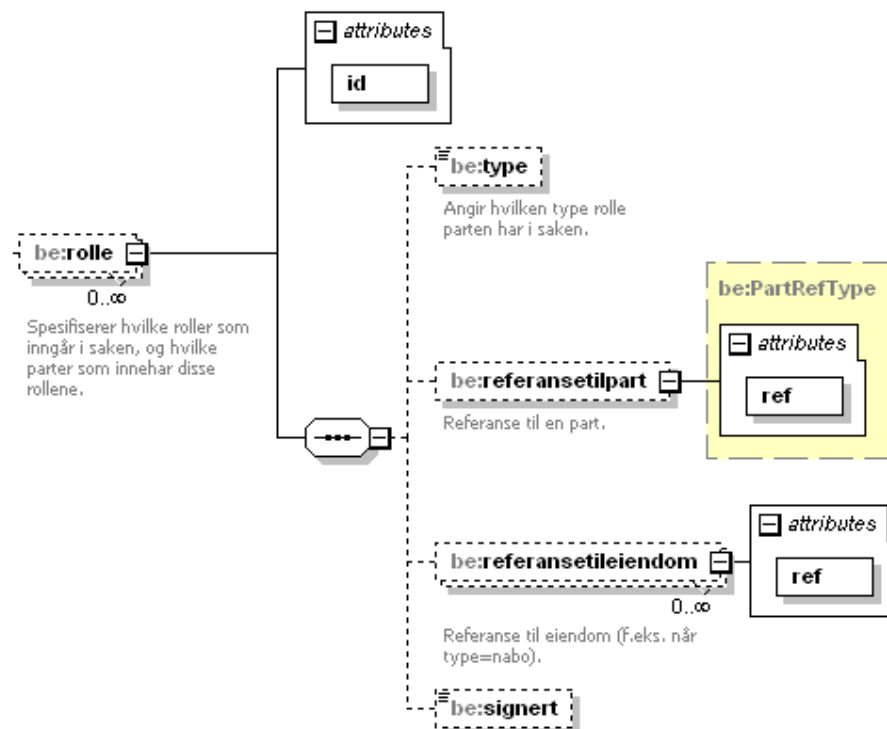 attributes
id
be:type
Angir hvilken type rolle
parten har i saken.
be:rolle
0..∞
Spesifiserer hvilke roller som
inngår i saken, og hvilke
parter som innehar disse
rollene.
be:PartRefType
attributes
ref
be:referansetilpart
Referanse til en part.
attributes
ref
be:referansetileiendom
0..∞
Referanse til eiendom (f.eks. når
type=nabo).
be:signert